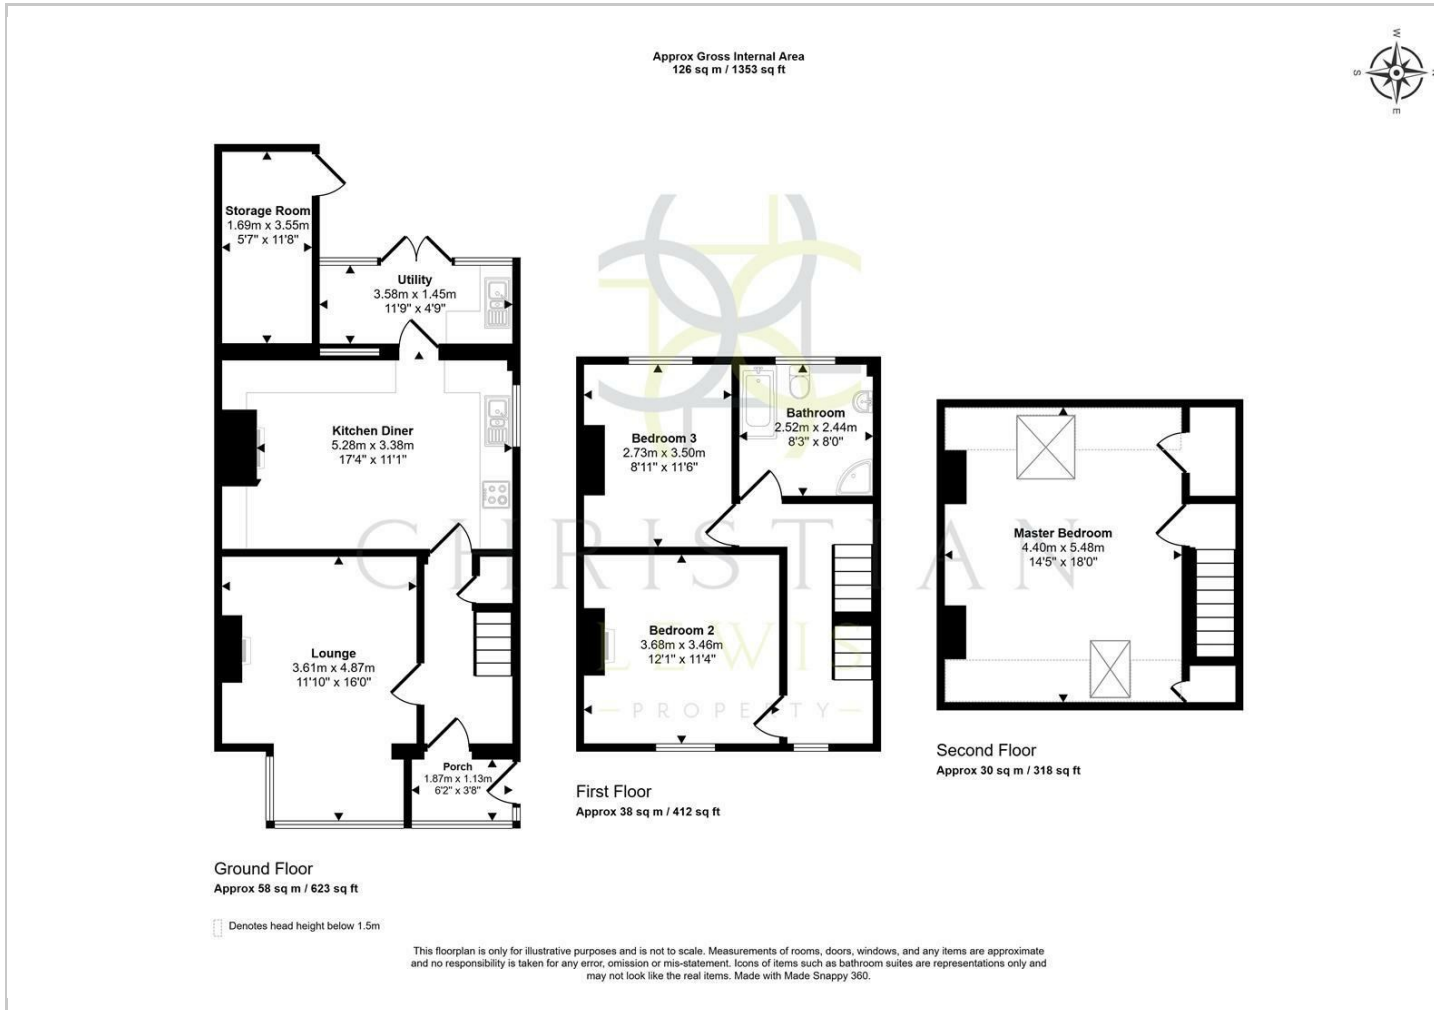 Approx Gross Internal Area
126 sq m / 1353 sq ft
W
S
E
Storage Room
1.69m x 3.55m
5'7" x 11'8"
Utility
3.58m x 1.45m
11'9" x 4'9"
Kitchen Diner
5.28m x 3.38m
17'4" x 11'1"
Lounge
3.61m x 4.87m
11'10" x 16'0"
Porch
1.87m x 1.13m
6'2" x 3'8"
Ground Floor
Approx 58 sq m / 623 sq ft
Denotes head height below 1.5m
Bedroom 3
2.73m x 3.50m
8'11" x 11'6"
Bathroom
2.52m x 2.44m
8'3" x 8'0"
Bedroom 2
3.68m x 3.46m
12'1" x 11'4"
First Floor
Approx 38 sq m / 412 sq ft
Master Bedroom
4.40m x 5.48m
14'5" x 18'0"
Second Floor
Approx 30 sq m / 318 sq ft
CHRISTIAN
LEWIS
PROPERTY
This floorplan is only for illustrative purposes and is not to scale. Measurements of rooms, doors, windows, and any items are approximate
and no responsibility is taken for any error, omission or mis-statement. Icons of items such as bathroom suites are representations only and
may not look like the real items. Made with Made Snappy 360.